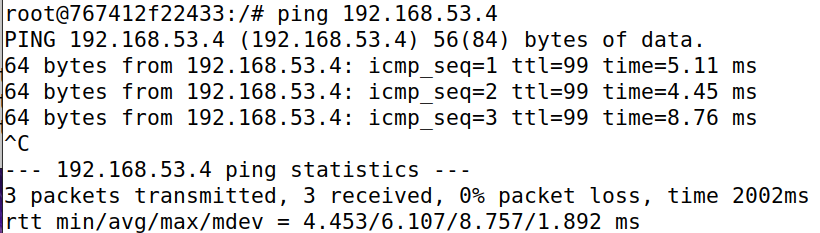 root@767412f22433:/# ping 192.168.53.4
PING 192.168.53.4 (192.168.53.4) 56(84) bytes of data.
64 bytes from 192.168.53.4: icmp_seq=1 ttl=99 time=5.11 ms
64 bytes from 192.168.53.4: icmp_seq=2 ttl=99 time=4.45 ms
64 bytes from 192.168.53.4: icmp_seq=3 ttl=99 time=8.76 ms
^C
--- 192.168.53.4 ping statistics ---
3 packets transmitted, 3 received, 0% packet loss, time 2002ms
rtt min/avg/max/mdev = 4.453/6.107/8.757/1.892 ms